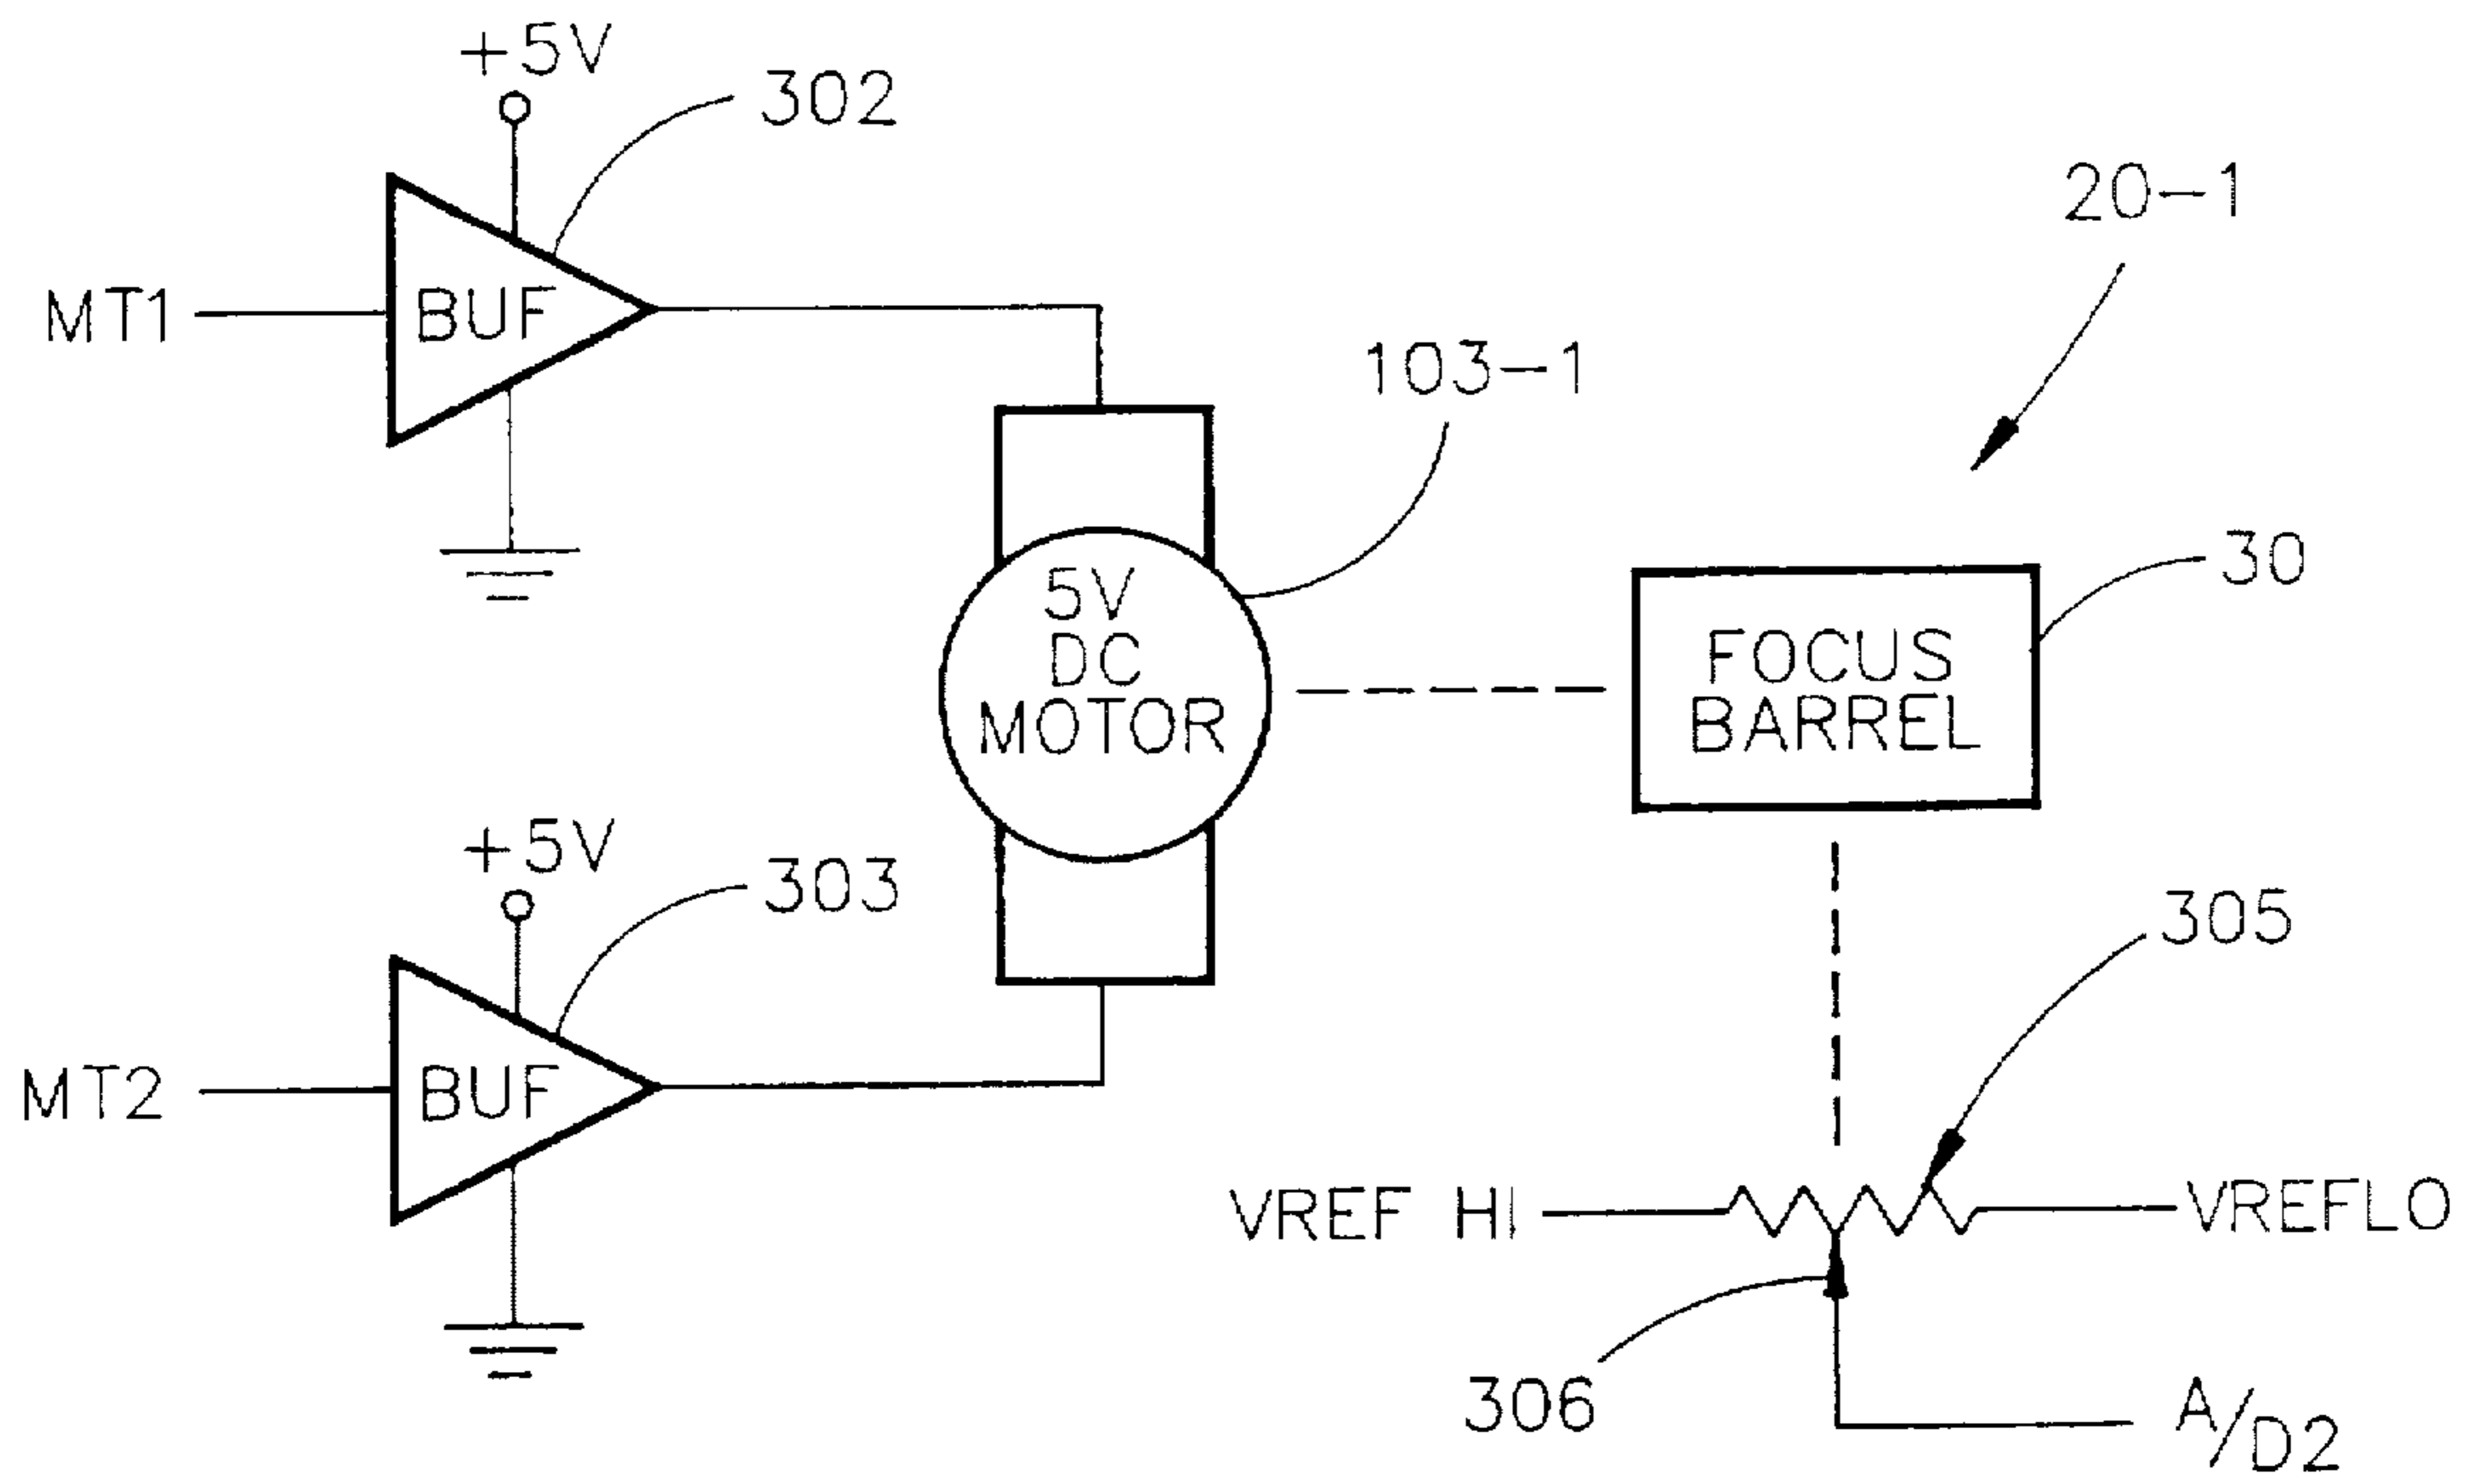 +5V
302
20-1
MT1
BUF
103-1
30
5V
DC
MOTOR
FOCUS
BARREL
+5V
303
305
MT2
BUF
VREF HI
VREFLO
306
A/D2